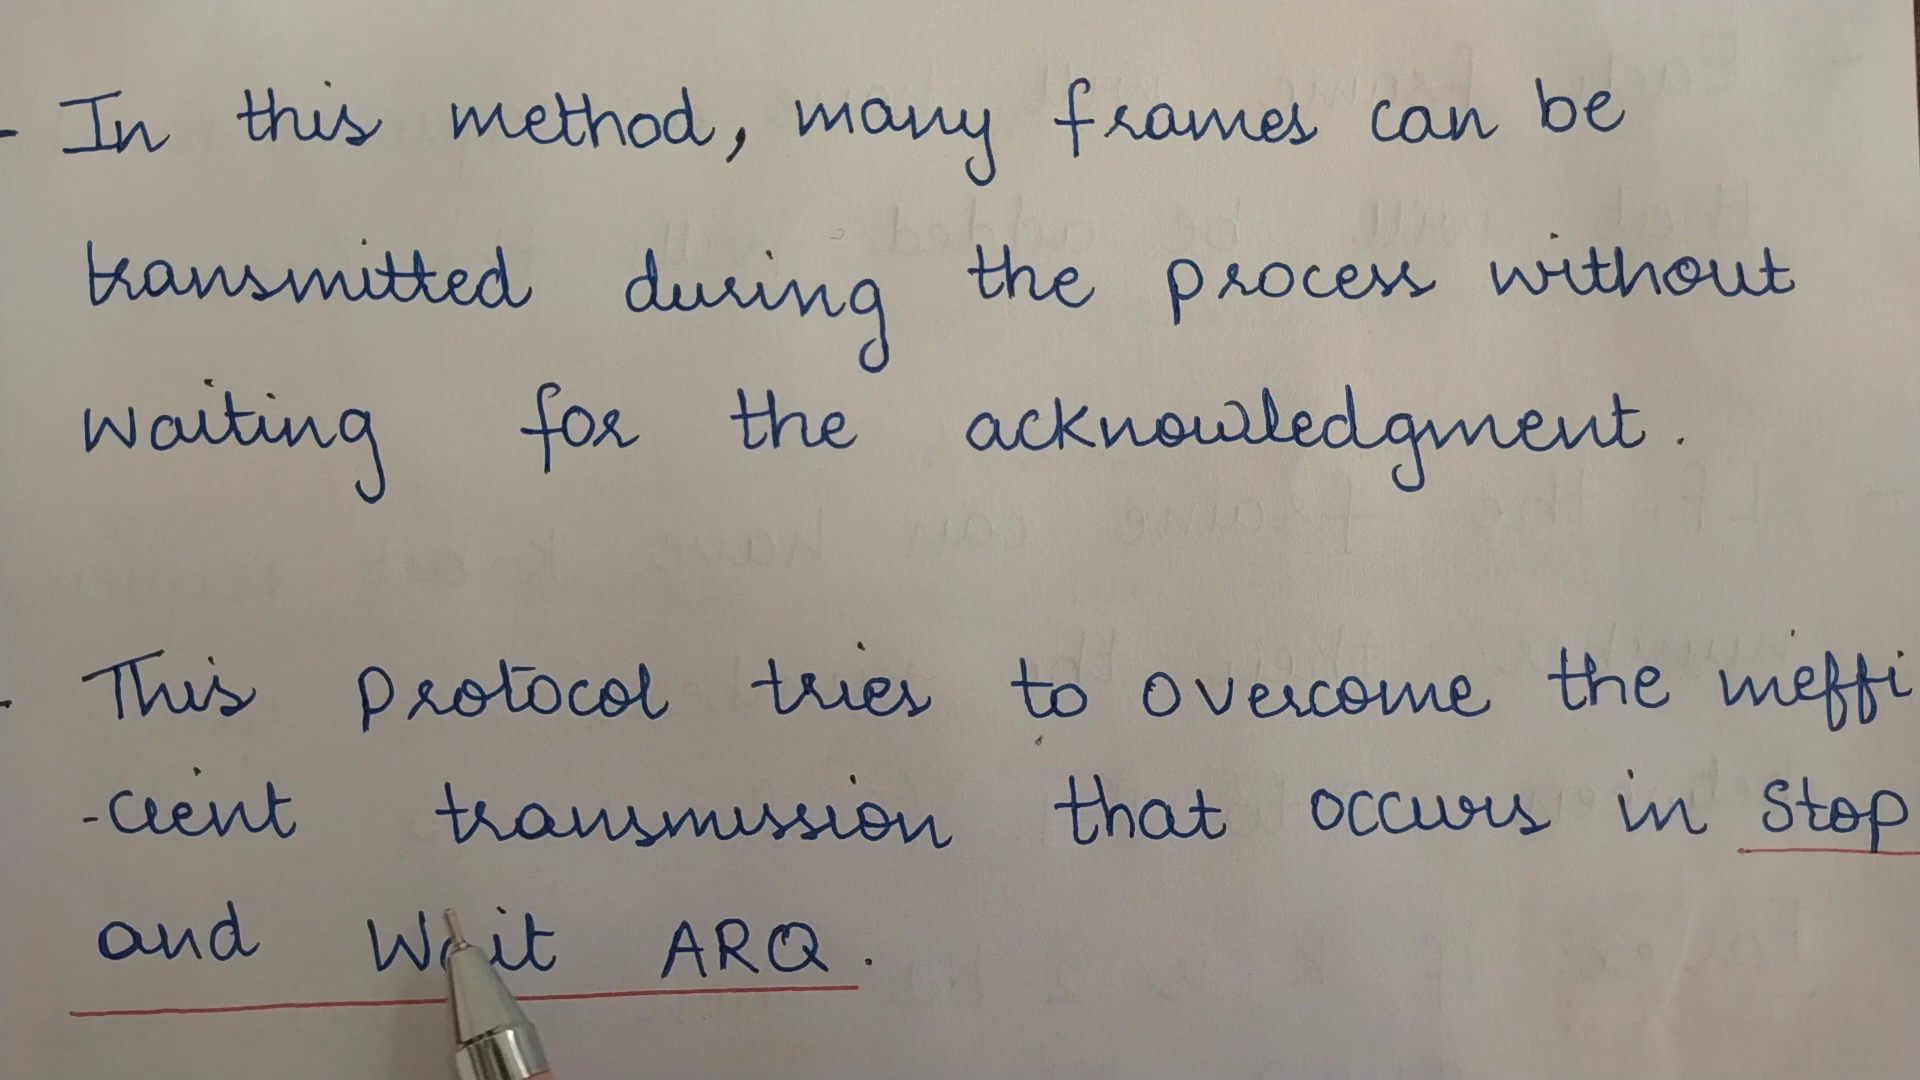 - In this method, many frames can be
transmitted during the process without
waiting for the acknowledgment.
- This protocol tries to overcome the ineffi
-cient transmission that occurs in Stop
and Wait ARQ.